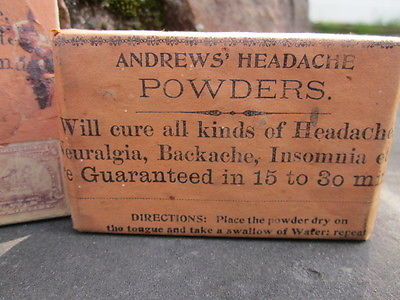 ANDREWS' HEADACHE
POWDERS.
Will cure all kinds of Headache
euralgia, Backache, Insomnia e
e Guaranteed in 15 to 30 m
DIRECTIONS: Place the powder dry on
the tongue and take a swallow of Water; repeat